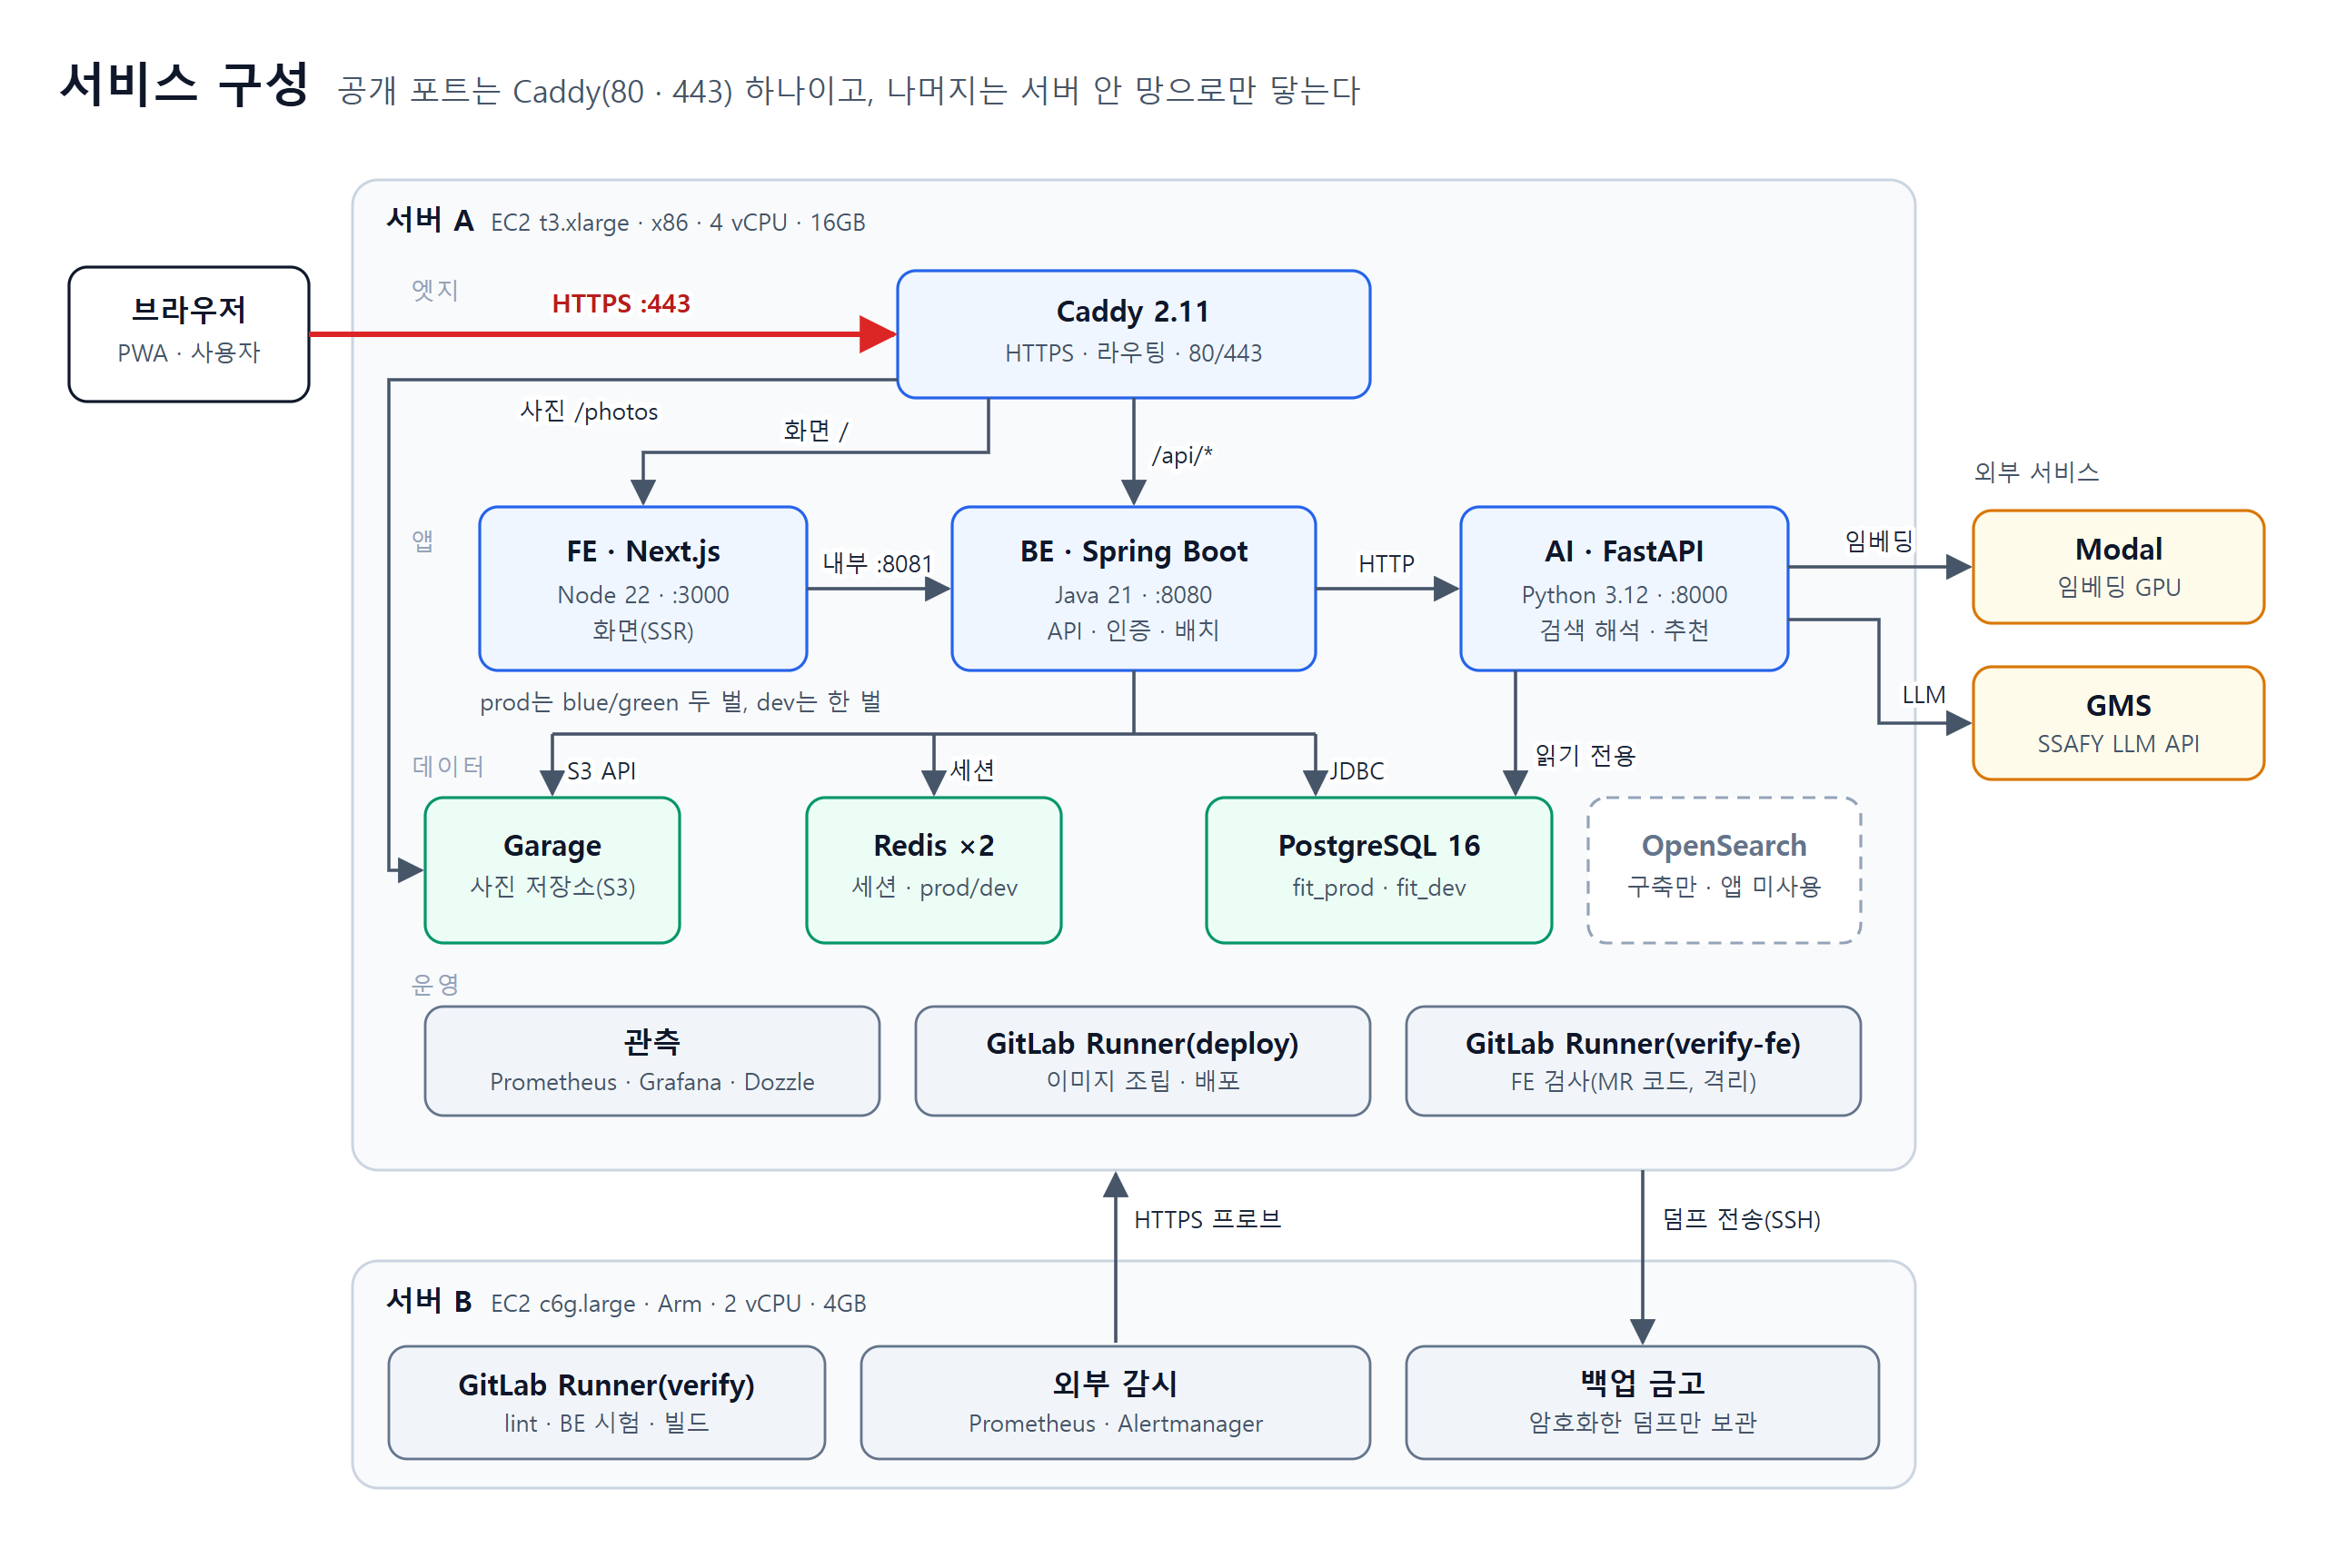 서비스 구성 공개 포트는 Caddy(80 · 443) 하나이고, 나머지는 서버 안 망으로만 닿는다
서버 A EC2 t3.xlarge · x86 · 4 vCPU · 16GB
브라우저
PWA · 사용자
엣지
HTTPS :443
Caddy 2.11
HTTPS · 라우팅 · 80/443
사진 /photos
화면 /
/api/*
앱
FE · Next.js
Node 22 · :3000
화면(SSR)
내부 :8081
BE · Spring Boot
Java 21 · :8080
API · 인증 · 배치
HTTP
AI · FastAPI
Python 3.12 · :8000
검색 해석 · 추천
외부 서비스
임베딩
Modal
임베딩 GPU
LLM
GMS
SSAFY LLM API
prod는 blue/green 두 벌, dev는 한 벌
데이터
S3 API
세션
JDBC
읽기 전용
Garage
사진 저장소(S3)
Redis ×2
세션 · prod/dev
PostgreSQL 16
fit_prod · fit_dev
OpenSearch
구축만 · 앱 미사용
운영
관측
Prometheus · Grafana · Dozzle
GitLab Runner(deploy)
이미지 조립 · 배포
GitLab Runner(verify-fe)
FE 검사(MR 코드, 격리)
HTTPS 프로브
덤프 전송(SSH)
서버 B EC2 c6g.large · Arm · 2 vCPU · 4GB
GitLab Runner(verify)
lint · BE 시험 · 빌드
외부 감시
Prometheus · Alertmanager
백업 금고
암호화한 덤프만 보관